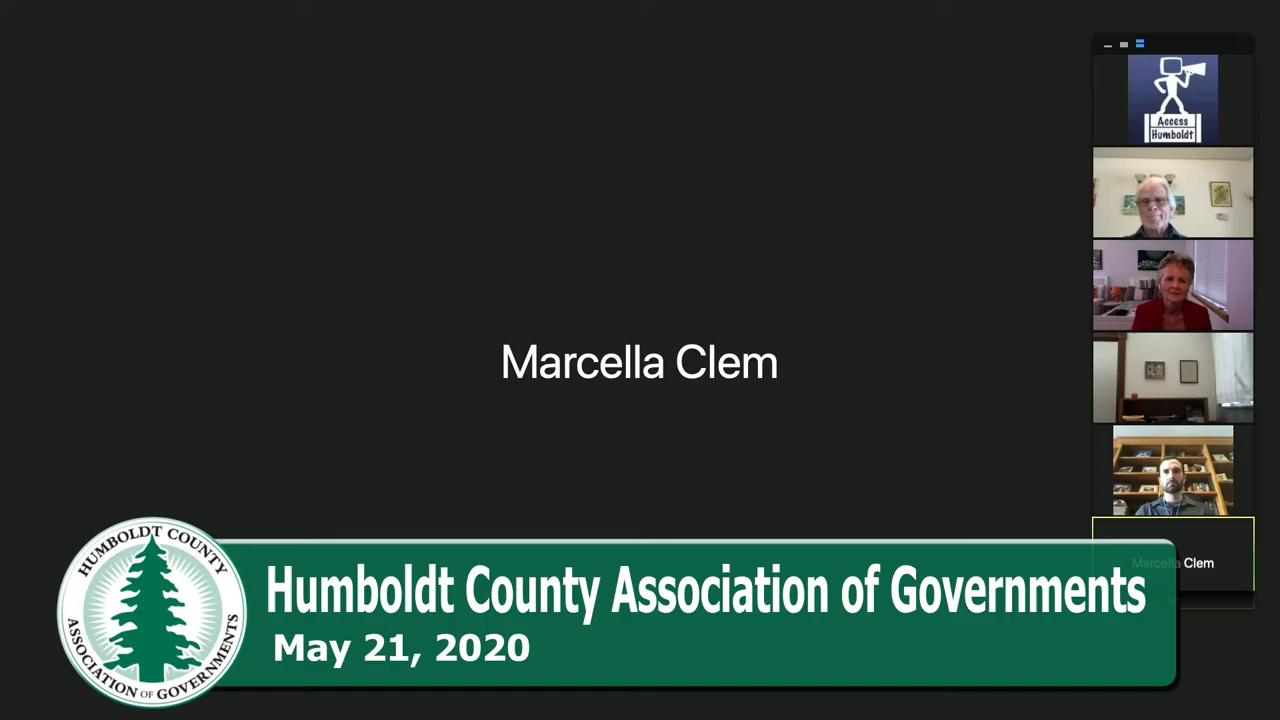 Access
Humboldt
Marcella Clem
Marcella Clem
HUMBOLDT COUNTY
ASSOCIATION OF GOVERNMENTS
Humboldt County Association of Governments
May 21, 2020